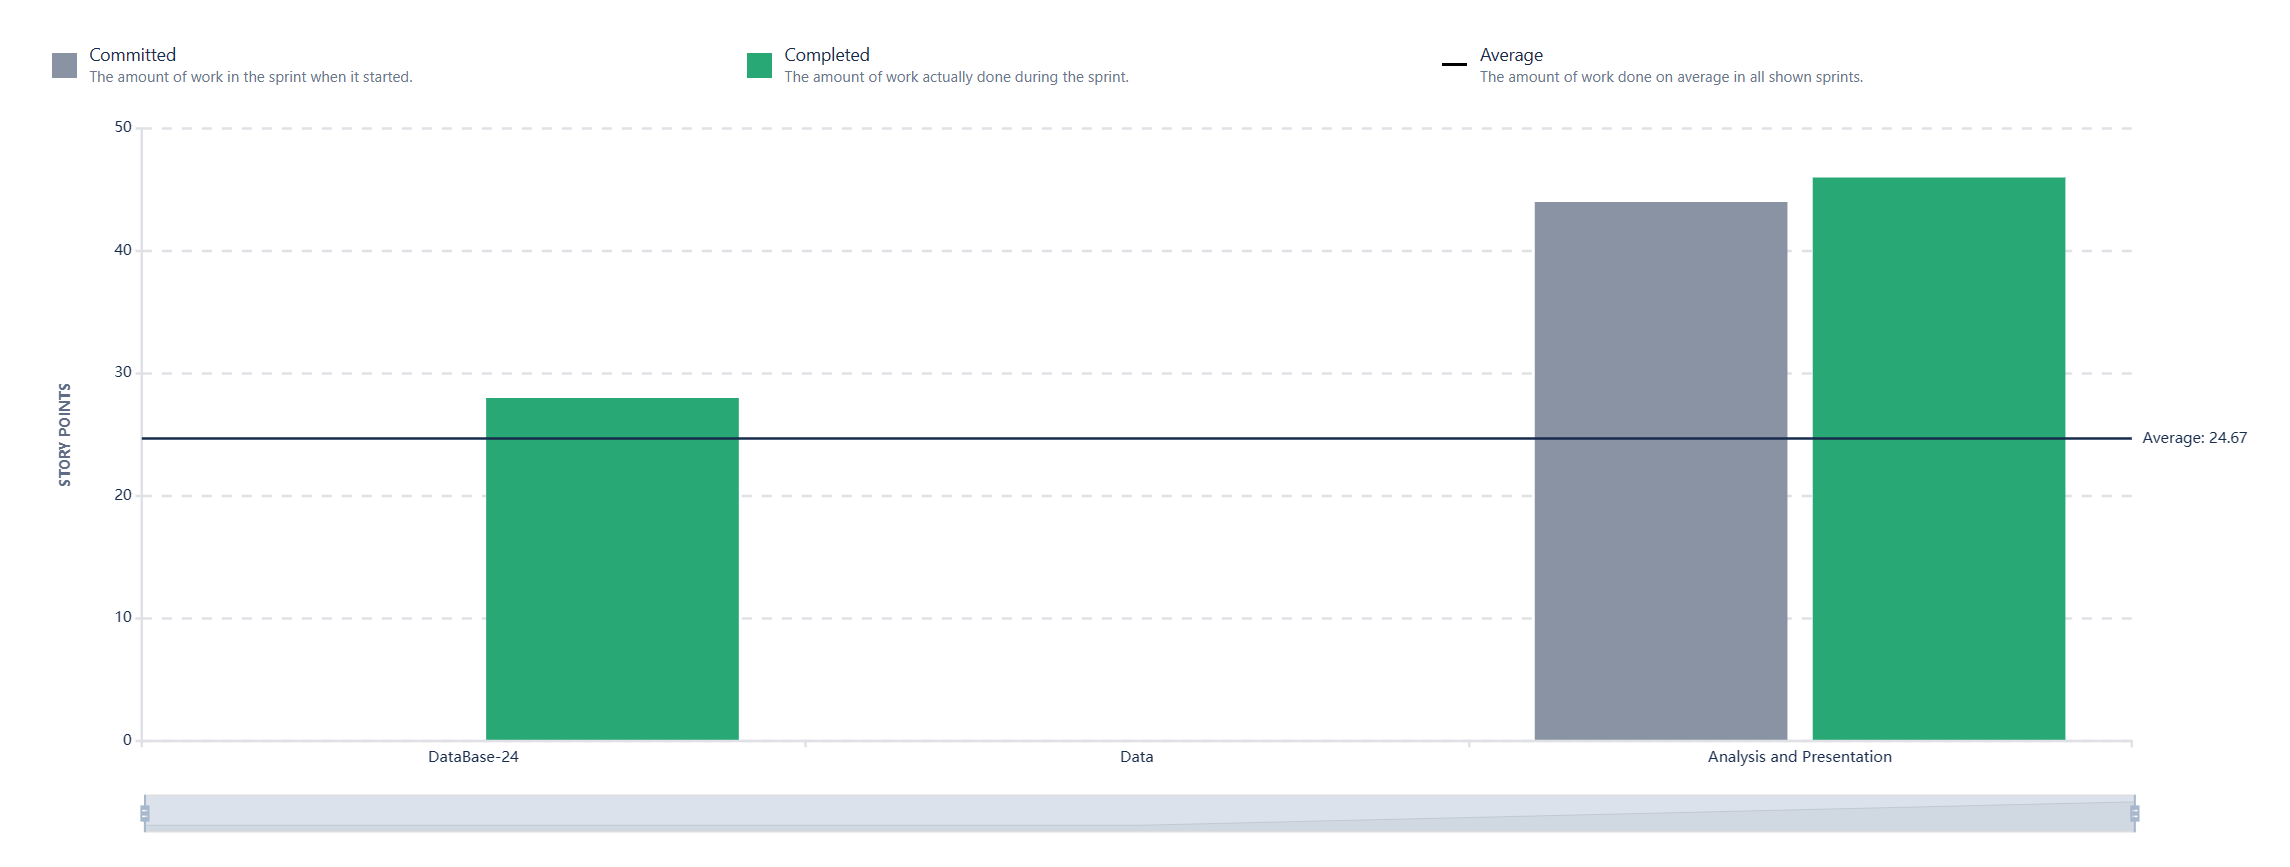 Committed
The amount of work in the sprint when it started.
Completed
The amount of work actually done during the sprint.
Average
The amount of work done on average in all shown sprints.
STORY POINTS
50
40
30
20
10
0
Average: 24.67
DataBase-24
Data
Analysis and Presentation